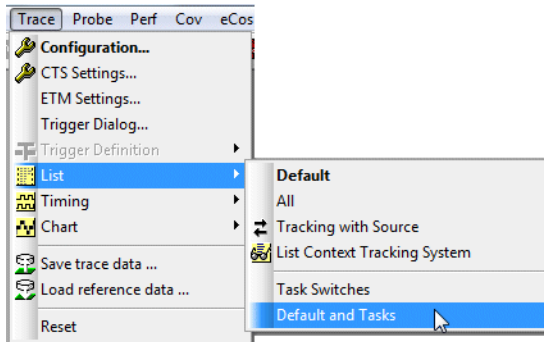 Trace Probe Perf Cov eCos
Configuration...
CTS Settings...
ETM Settings...
Trigger Dialog...
Trigger Definition
List
Timing
Chart
Save trace data ...
Load reference data ...
Reset
Default
All
Tracking with Source
List Context Tracking System
Task Switches
Default and Tasks